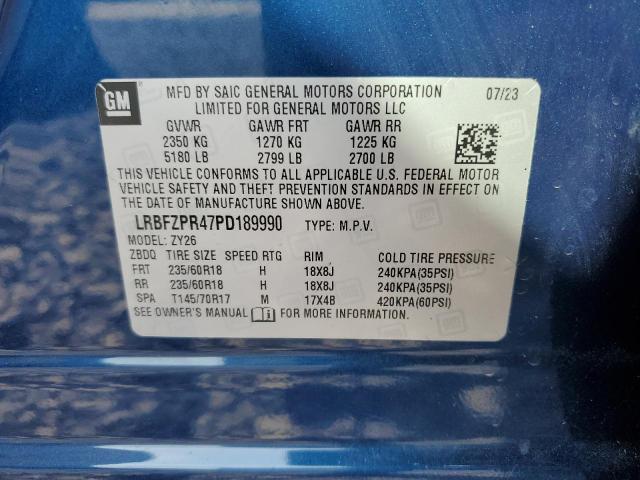 GM
MFD BY SAIC GENERAL MOTORS CORPORATION 07/23
LIMITED FOR GENERAL MOTORS LLC
GVWR GAWR FRT GAWR RR
2350 KG 1270 KG 1225 KG
5180 LB 2799 LB 2700 LB
THIS VEHICLE CONFORMS TO ALL APPLICABLE U.S. FEDERAL MOTOR
VEHICLE SAFETY AND THEFT PREVENTION STANDARDS IN EFFECT ON
THE DATE OF MANUFACTURE SHOWN ABOVE.
LRBFZPR47PD189990 TYPE: M.P.V.
MODEL: ZY26
ZBDQ TIRE SIZE SPEED RTG RIM COLD TIRE PRESSURE
FRT 235/60R18 H 18X8J 240KPA(35PSI)
RR 235/60R18 H 18X8J 240KPA(35PSI)
SPA T145/70R17 M 17X4B 420KPA(60PSI)
SEE OWNER'S MANUAL FOR MORE INFORMATION.